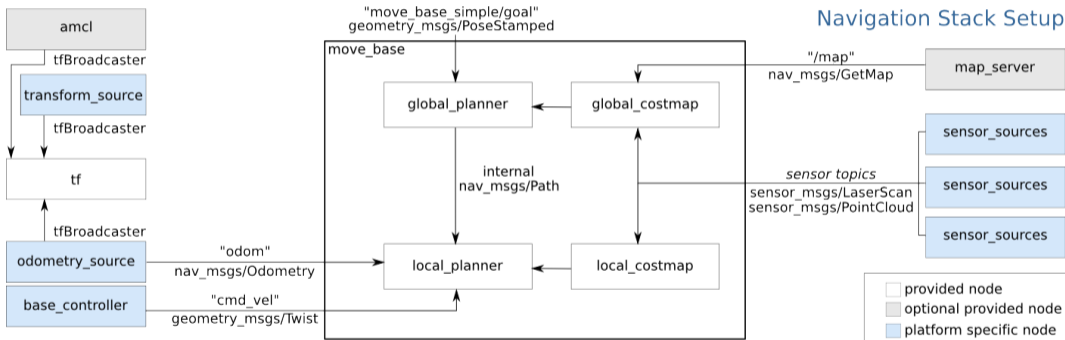 Navigation Stack Setup
"move_base_simple/goal"
geometry_msgs/PoseStamped
move_base
amcl
tfBroadcaster
transform_source
tfBroadcaster
tf
tfBroadcaster
odometry_source
"odom"
nav_msgs/Odometry
base_controller
"cmd_vel"
geometry_msgs/Twist
global_planner
global_costmap
internal
nav_msgs/Path
local_planner
local_costmap
"/map"
nav_msgs/GetMap
map_server
sensor topics
sensor_msgs/LaserScan
sensor_msgs/PointCloud
sensor_sources
sensor_sources
sensor_sources
provided node
optional provided node
platform specific node